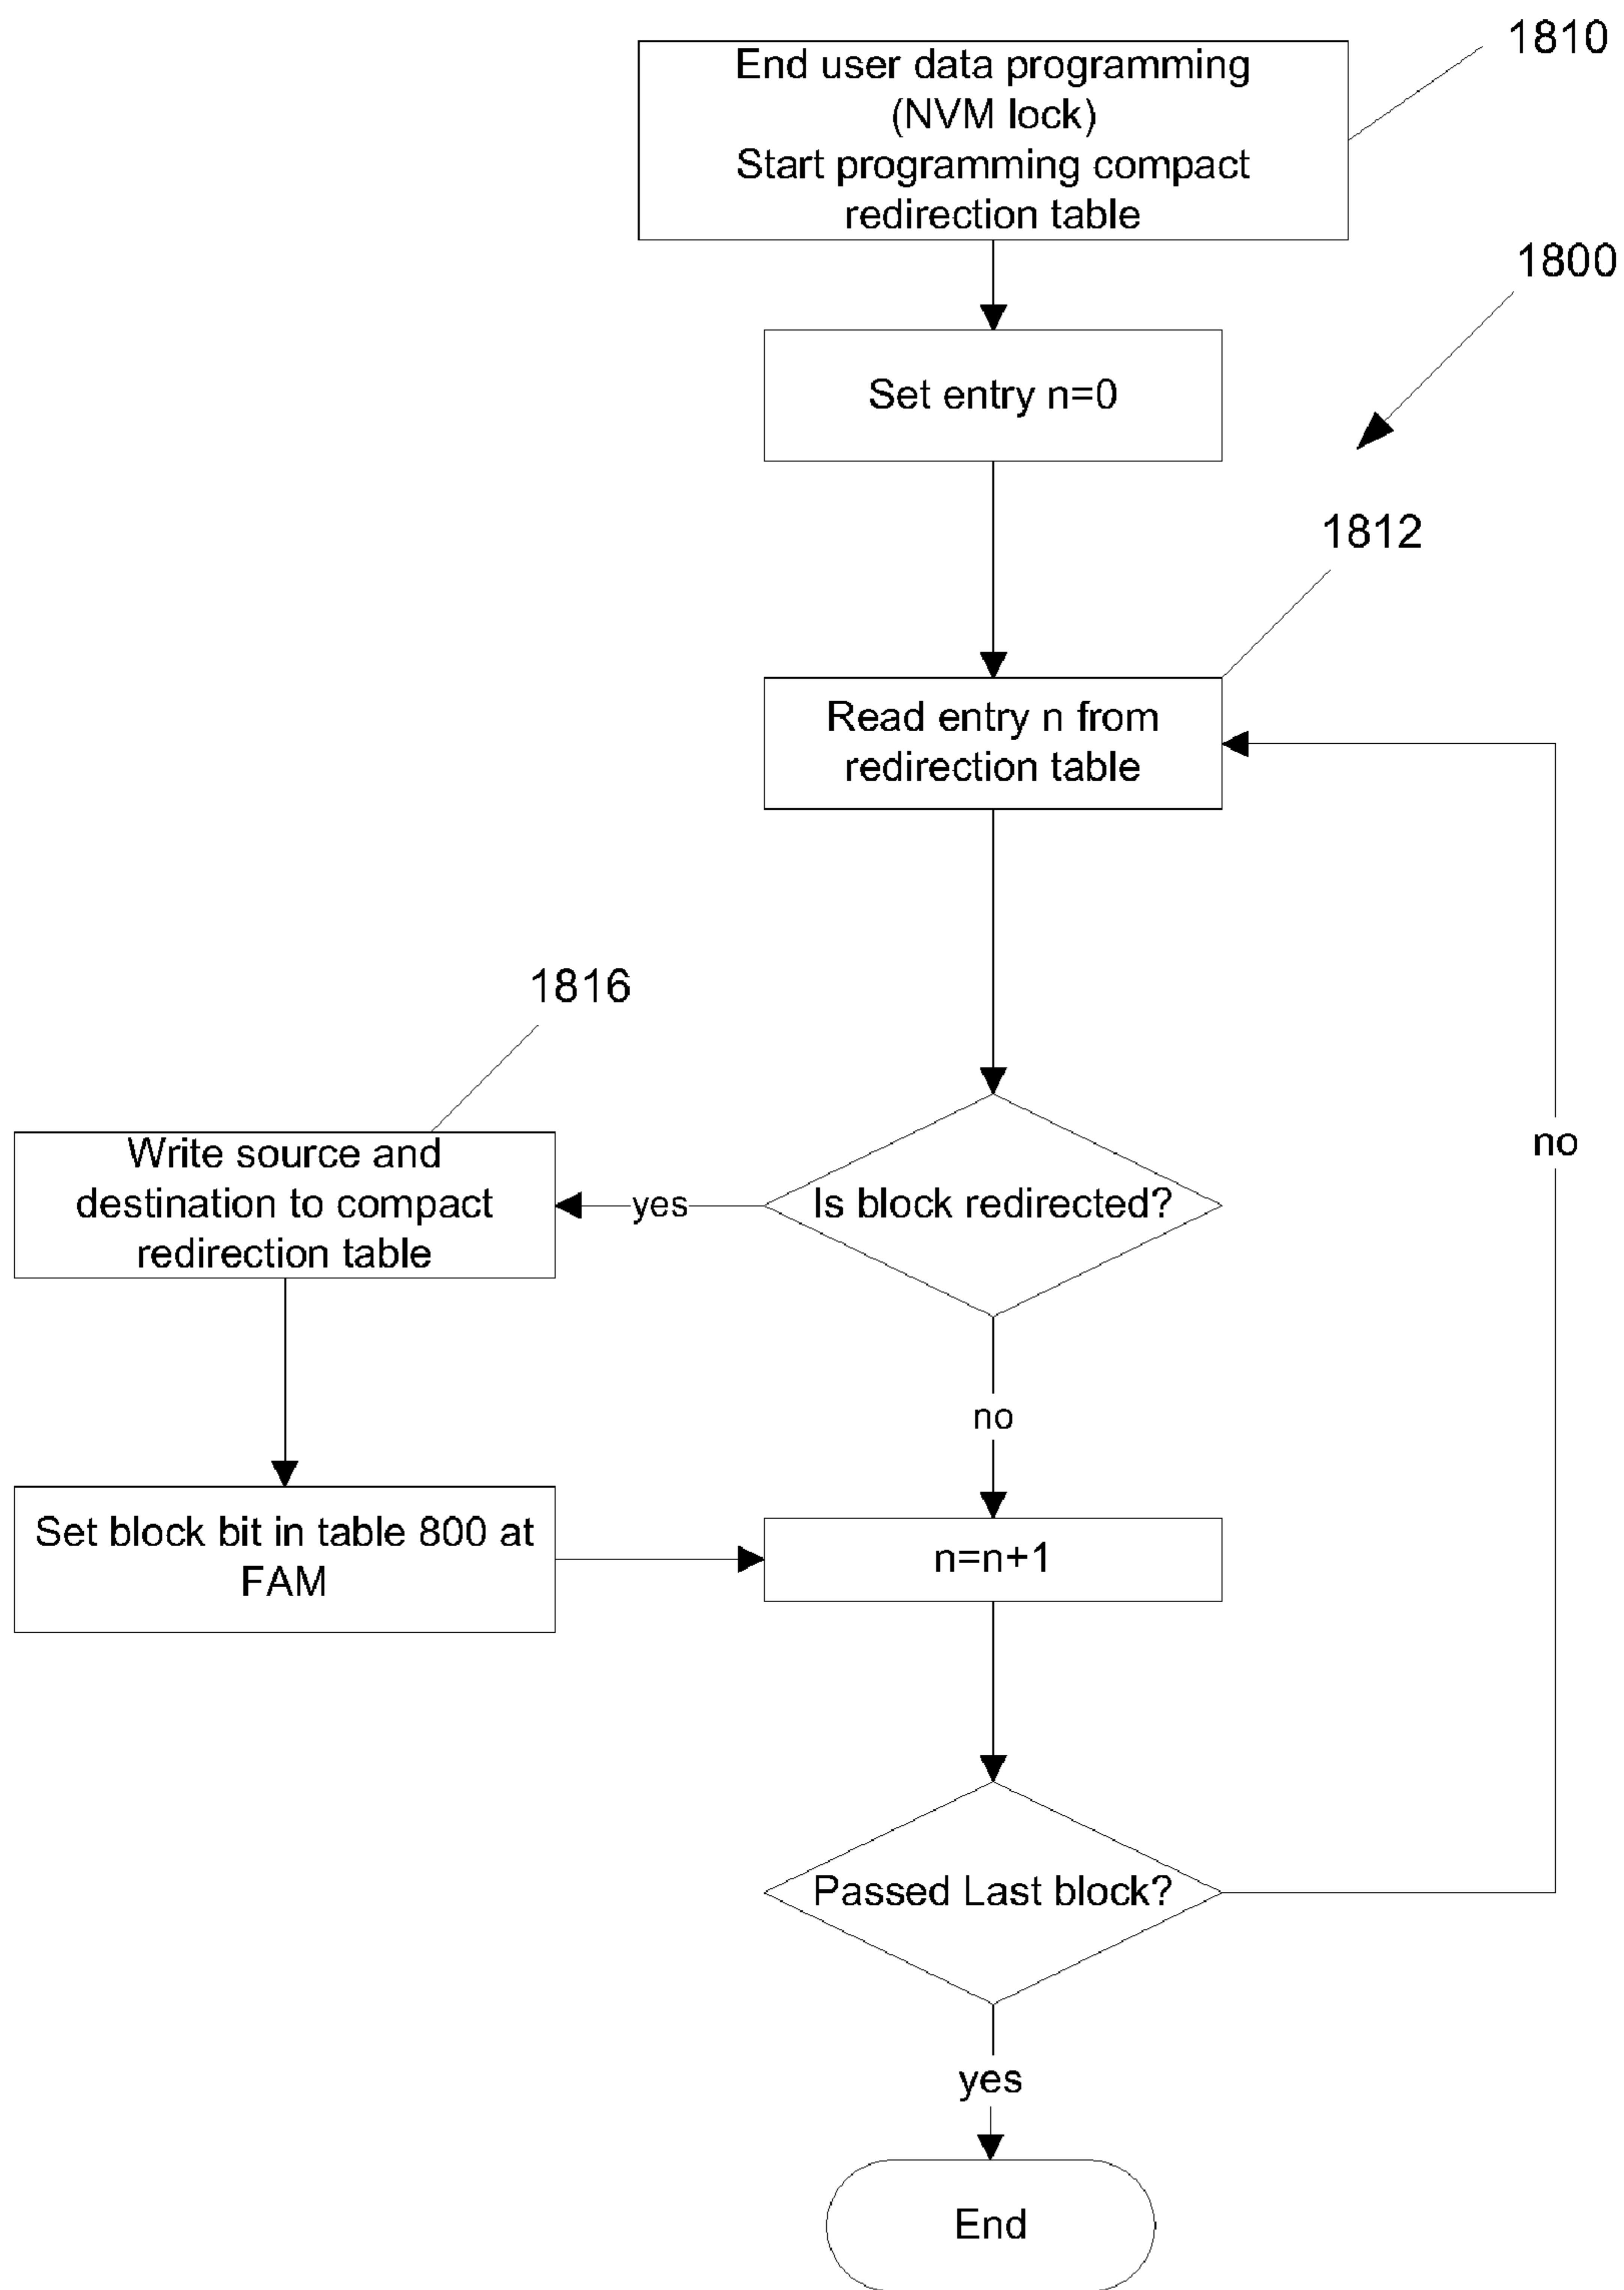 1810
End user data programming
(NVM lock)
Start programming compact
redirection table
1800
Set entry n=0
1812
Read entry n from
redirection table
1816
Write source and
destination to compact
redirection table
yes
Is block redirected?
no
no
Set block bit in table 800 at
FAM
n=n+1
Passed Last block?
yes
End